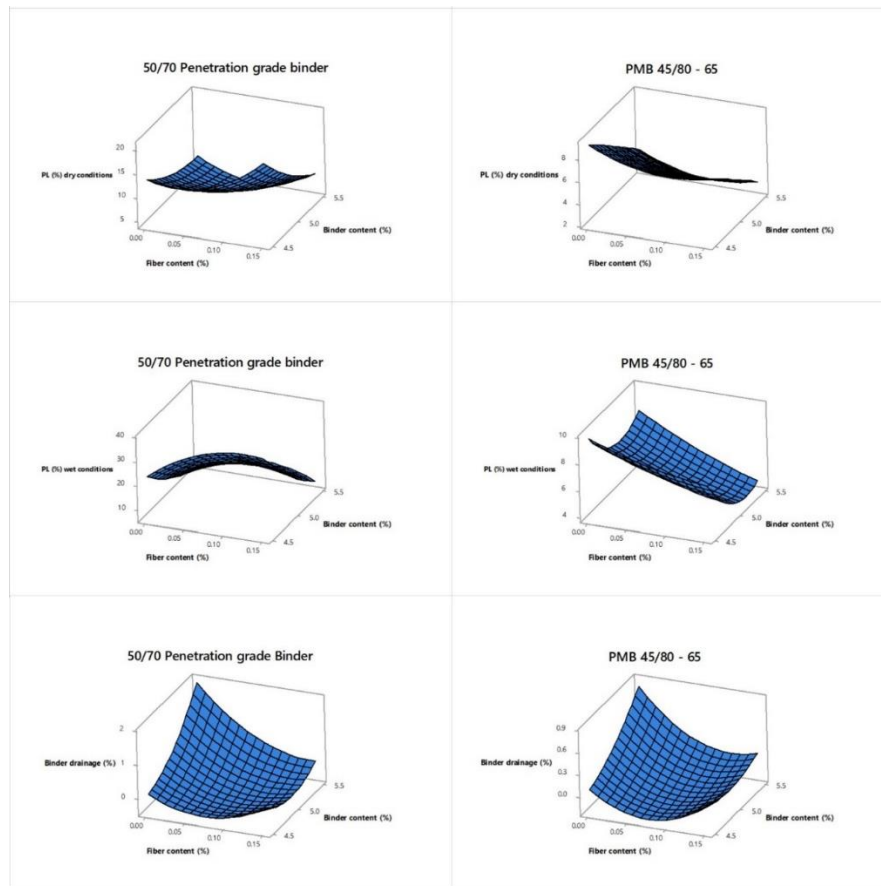 50/70 Penetration grade binder
20
15
PL (%) dry conditions
10
5
0.00
0.05
0.10
0.15
Fiber content (%)
4.5
5.0
5.5
Binder content (%)
PMB 45/80 - 65
8
PL (%) dry conditions
6
4
2
0.00
0.05
0.10
0.15
Fiber content (%)
4.5
5.0
5.5
Binder content (%)
50/70 Penetration grade binder
40
30
PL (%) wet conditions
20
10
0.00
0.05
0.10
0.15
Fiber content (%)
4.5
5.0
5.5
Binder content (%)
PMB 45/80 - 65
10
8
PL (%) wet conditions
6
4
0.00
0.05
0.10
0.15
Fiber content (%)
4.5
5.0
5.5
Binder content (%)
50/70 Penetration grade Binder
2
Binder drainage (%)
1
0
0.00
0.05
0.10
0.15
Fiber content (%)
4.5
5.0
5.5
Binder content (%)
PMB 45/80 - 65
0.9
0.6
Binder drainage (%)
0.3
0.0
0.00
0.05
0.10
0.15
Fiber content (%)
4.5
5.0
5.5
Binder content (%)